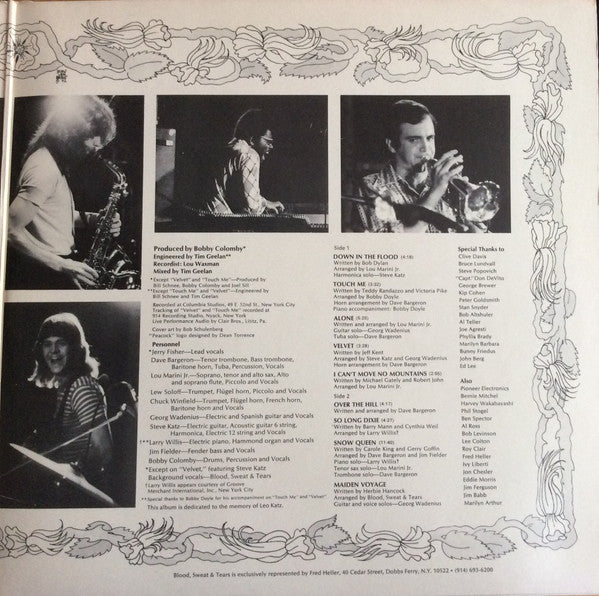 Produced by Bobby Colomby*
Engineered by Tim Geelan**
Recordist: Lou Waxman
Mixed by Tim Geelan
*Except "Velvet" and "Touch Me"—Produced by
Bill Schnee, Bobby Colomby and Joel Sill
**Except "Touch Me" and "Velvet"—Engineered by
Bill Schnee and Tim Geelan
Recorded at Columbia Studios, 49 E. 52nd St., New York City
Tracking of "Velvet" and "Touch Me" recorded at
914 Recording Studio, Nyack, New York
Live Performance Audio by Clair Bros., Lititz, Pa.
Cover art by Bob Schulenberg
"Peacock" logo designed by Dean Torrence
Personnel
*Jerry Fisher—Lead vocals
Dave Bargeron—Tenor trombone, Bass trombone,
Baritone horn, Tuba, Percussion, Vocals
Lou Marini Jr.—Soprano, tenor and alto sax, Alto
and soprano flute, Piccolo and Vocals
Lew Soloff—Trumpet, Flügel horn, Piccolo and Vocals
Chuck Winfield—Trumpet, Flügel horn, French horn,
Baritone horn and Vocals
Georg Wadenius—Electric and Spanish guitar and Vocals
Steve Katz—Electric guitar, Acoustic guitar 6 string,
Harmonica, Electric 12 string and Vocals
†**Larry Willis—Electric piano, Hammond organ and Vocals
Jim Fielder—Fender bass and Vocals
Bobby Colomby—Drums, Percussion and Vocals
*Except on "Velvet," featuring Steve Katz
Background vocals—Blood, Sweat & Tears
†Larry Willis appears courtesy of Groove
Merchant International, Inc., New York City
**Special thanks to Bobby Doyle for his accompaniment on "Touch Me" and "Velvet"
This album is dedicated to the memory of Leo Katz.
Side 1
DOWN IN THE FLOOD (4:18)
Written by Bob Dylan
Arranged by Lou Marini Jr.
Harmonica solo—Steve Katz
TOUCH ME (3:32)
Written by Teddy Randazzo and Victoria Pike
Arranged by Bobby Doyle
Horn arrangement by Dave Bargeron
Piano accompaniment: Bobby Doyle
ALONE
Written and arranged by Lou Marini Jr.
Guitar solo—Georg Wadenius
Tuba solo—Dave Bargeron
VELVET
Written by Jeff Kent
Arranged by Steve Katz and Georg Wadenius
Horn arrangement by Dave Bargeron
I CAN'T MOVE NO MOUNTAINS
Written by Michael Gately and Robert John
Arranged by Lou Marini Jr.
Side 2
OVER THE HILL (4:17)
Written and arranged by Dave Bargeron
SO LONG DIXIE (4:27)
Written by Barry Mann and Cynthia Weil
Arranged by Larry Willis†
SNOW QUEEN (11:40)
Written by Carole King and Gerry Goffin
Arranged by Dave Bargeron and Jim Fielder
Piano solo—Larry Willis†
Tenor sax solo—Lou Marini Jr.
Trombone solo—Dave Bargeron
MAIDEN VOYAGE
Written by Herbie Hancock
Arranged by Blood, Sweat & Tears
Guitar and voice solos—Georg Wadenius
Special Thanks to
Clive Davis
Bruce Lundvall
Steve Popovich
"Capt." Don DeVito
George Brewer
Kip Cohen
Peter Goldsmith
Stan Snyder
Bob Altshuler
Al Teller
Joe Agresti
Phyllis Brady
Marilyn Barbara
Bunny Friedus
John Berg
Ed Lee
Also
Pioneer Electronics
Bernie Mitchel
Harvey Wakabayashi
Phil Stogel
Ben Spector
Al Ross
Bob Levinson
Lee Colton
Roy Clair
Fred Heller
Ivy Liberti
Jon Chesler
Eddie Morris
Jim Ferguson
Jim Babb
Marilyn Arthur
Blood, Sweat & Tears is exclusively represented by Fred Heller, 40 Cedar Street, Dobbs Ferry, N.Y. 10522 • (914) 693-6200